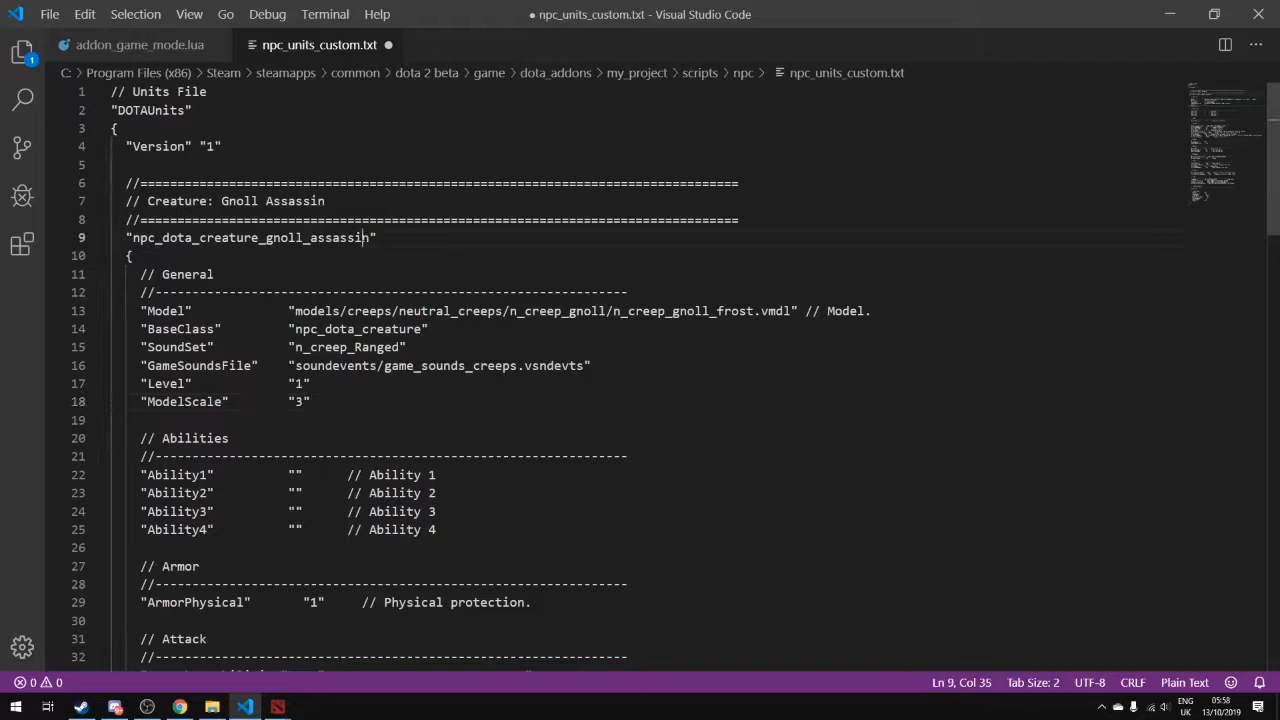 File Edit Selection View Go Debug Terminal Help
● npc_units_custom.txt - Visual Studio Code
addon_game_mode.lua
npc_units_custom.txt ●
C: > Program Files (x86) > Steam > steamapps > common > dota 2 beta > game > dota_addons > my_project > scripts > npc > npc_units_custom.txt
1 // Units File
2 "DOTAUnits"
3 {
4 "Version" "1"
5
6 //=================================================================================
7 // Creature: Gnoll Assassin
8 //=================================================================================
9 "npc_dota_creature_gnoll_assassin"
10 {
11 // General
12 //----------------------------------------------------------------
13 "Model" "models/creeps/neutral_creeps/n_creep_gnoll/n_creep_gnoll_frost.vmdl" // Model.
14 "BaseClass" "npc_dota_creature"
15 "SoundSet" "n_creep_Ranged"
16 "GameSoundsFile" "soundevents/game_sounds_creeps.vsndevts"
17 "Level" "1"
18 "ModelScale" "3"
19
20 // Abilities
21 //----------------------------------------------------------------
22 "Ability1" "" // Ability 1
23 "Ability2" "" // Ability 2
24 "Ability3" "" // Ability 3
25 "Ability4" "" // Ability 4
26
27 // Armor
28 //----------------------------------------------------------------
29 "ArmorPhysical" "1" // Physical protection.
30
31 // Attack
32 //----------------------------------------------------------------
1
0 0
Ln 9, Col 35 Tab Size: 2 UTF-8 CRLF Plain Text
ENG 05:58
UK 13/10/2019